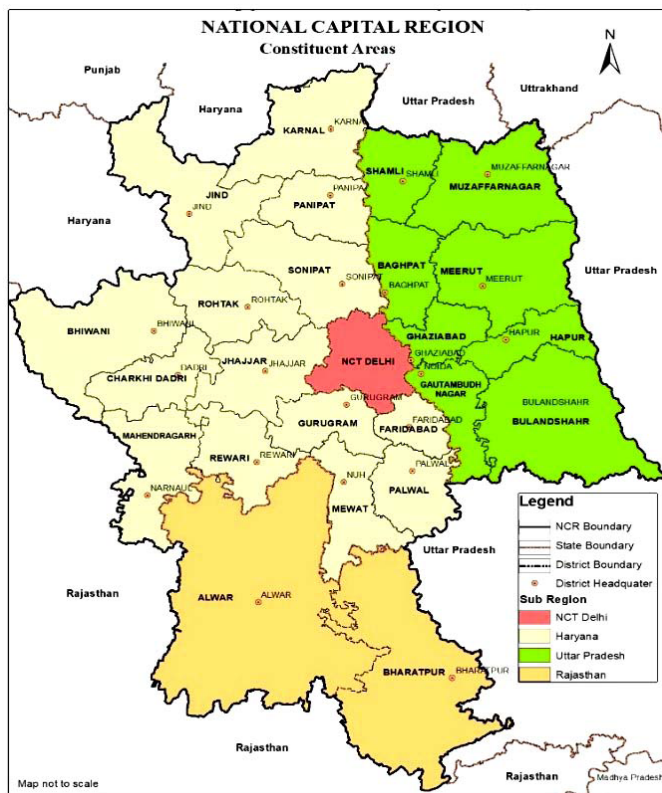 NATIONAL CAPITAL REGION
Constituent Areas
Punjab
Haryana
Uttar Pradesh
Uttrakhand
KARNAL
KARNA
SHAMLI
SHAMLI
MUZAFFARNAGAR
MUZAFFARNAGAR
JIND
JIND
PANIPAT
PANIPA
Haryana
SONIPAT
SONIPAT
BAGHPAT
BAGHPAT
MEERUT
MEERUT
Uttar Pradesh
ROHTAK
ROHTAK
BHIWANI
BHIWANI
NCT DELHI
GHAZIABAD
GHAZIABAD
HAPUR
HAPUR
CHARKHI DADRI
DADRI
JHAJJAR
JHAJJAR
NOIDA
GAUTAMBUDH
NAGAR
BULANDSHAHR
BULANDSHAHR
GURUGRAM
GURUGRAM
FARIDABAD
FARIDABAD
MAHENDRAGARH
REWARI
REWARI
NARNAU
NUH
MEWAT
PALWAL
PALWAL
Uttar Pradesh
Rajasthan
ALWAR
ALWAR
BHARATPUR
BHARATPUR
Rajasthan
Rajasthan
Madhya Pradesh
Map not to scale
Legend
NCR Boundary
State Boundary
District Boundary
District Headquater
Sub Region
NCT Delhi
Haryana
Uttar Pradesh
Rajasthan